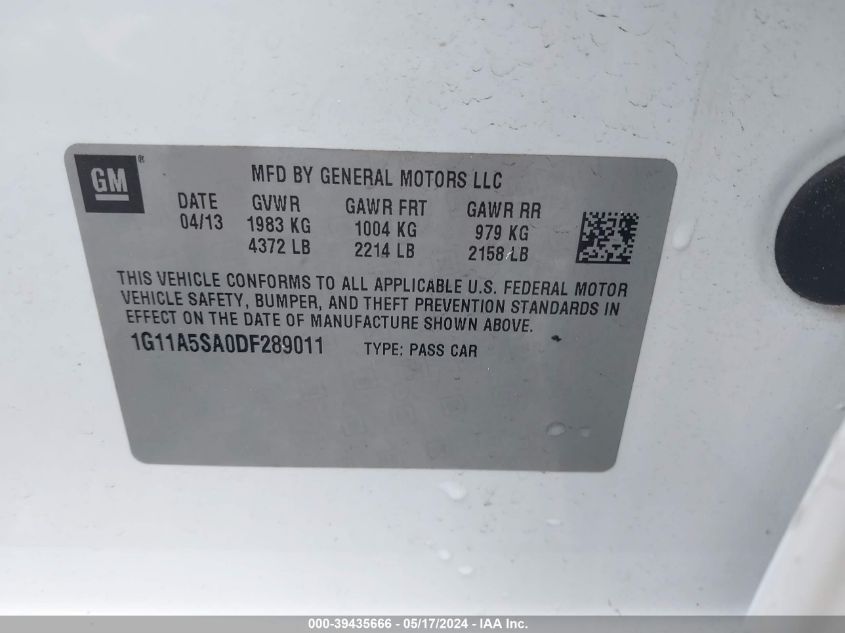 GM®
MFD BY GENERAL MOTORS LLC
DATE GVWR GAWR FRT GAWR RR
04/13 1983 KG 1004 KG 979 KG
4372 LB 2214 LB 2158 LB
THIS VEHICLE CONFORMS TO ALL APPLICABLE U.S. FEDERAL MOTOR
VEHICLE SAFETY, BUMPER, AND THEFT PREVENTION STANDARDS IN
EFFECT ON THE DATE OF MANUFACTURE SHOWN ABOVE.
1G11A5SA0DF289011 TYPE: PASS CAR
000-39435666 - 05/17/2024 - IAA Inc.